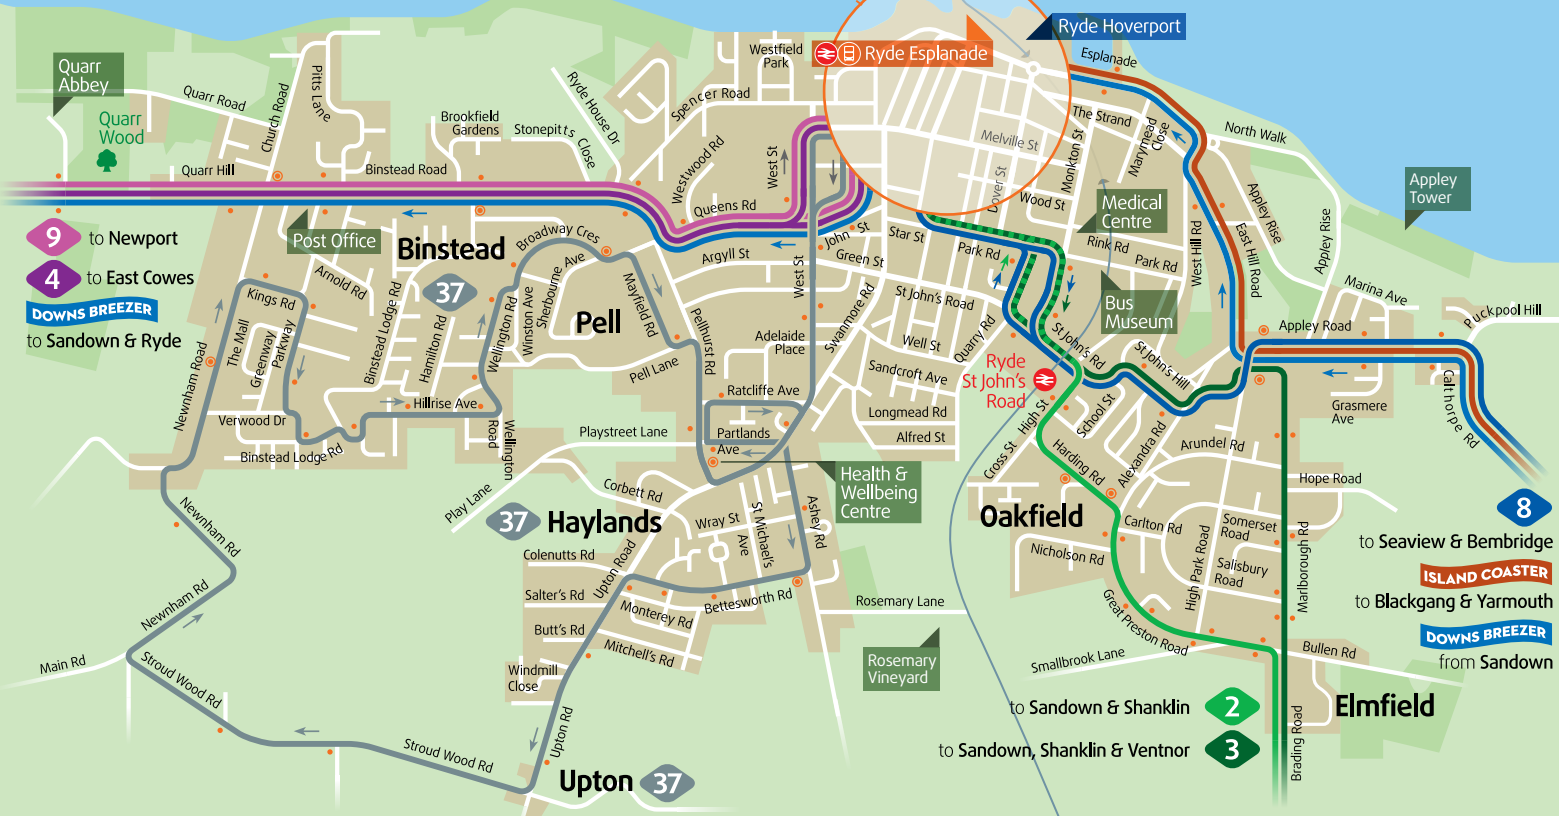 Ryde Hoverport
Ryde Esplanade
Esplanade
Westfield
Park
Quarr
Abbey
Quarr
Wood
Quarr Road
Church Road
Pitts Lane
Brookfield
Gardens
Stonepitts
Close
Ryde House Dr
Spencer Road
Westwood Rd
West St
Queens Rd
Quarr Hill
Binstead Road
The Strand
Melville St
Monkton St
Marymead
Close
North Walk
Dover St
Wood St
Medical
Centre
Appley
Tower
Appley Rise
Appley Rise
East Hill Road
West Hill Rd
9
to Newport
4
to East Cowes
DOWNS BREEZER
to Sandown & Ryde
Post Office
Binstead
37
Broadway Cres
Argyll St
John St
Star St
Green St
Park Rd
Rink Rd
Park Rd
Bus
Museum
Marina Ave
Puckpool Hill
Appley Road
Kings Rd
Arnold Rd
Binstead Lodge Rd
Hamilton Rd
Wellington Rd
Winston Ave
Sherbourne Ave
Pell
Mayfield Rd
Pellhurst Rd
West St
Adelaide
Place
Swanmore Rd
St John's Road
Well St
Quarry Rd
St John's Rd
St John's Hill
Newnham Road
The Mall
Greenway
Parkway
Pell Lane
Ratcliffe Ave
Sandcroft Ave
Ryde
St John's
Road
Longmead Rd
Alfred St
Cross St
High St
School St
Alexandra Rd
Arundel Rd
Grasmere
Ave
Calthorpe Rd
Hillrise Ave
Verwood Dr
Binstead Lodge Rd
Wellington
Road
Playstreet Lane
Partlands
Ave
Health &
Wellbeing
Centre
Harding Rd
Hope Road
Play Lane
Corbett Rd
37
Haylands
Wray St
St Michael's
Ave
Ashey Rd
Oakfield
Carlton Rd
Somerset
Road
Nicholson Rd
Salisbury
Road
High Park Road
Marlborough Rd
8
to Seaview & Bembridge
ISLAND COASTER
to Blackgang & Yarmouth
DOWNS BREEZER
from Sandown
Newnham Rd
Newnham Rd
Colenutts Rd
Upton Road
Salter's Rd
Bettesworth Rd
Monterey Rd
Butt's Rd
Mitchell's Rd
Windmill
Close
Rosemary Lane
Rosemary
Vineyard
Great Preston Road
Smallbrook Lane
Bullen Rd
Main Rd
Stroud Wood Rd
Stroud Wood Rd
Upton Rd
Upton
37
to Sandown & Shanklin
2
to Sandown, Shanklin & Ventnor
3
Elmfield
Brading Road